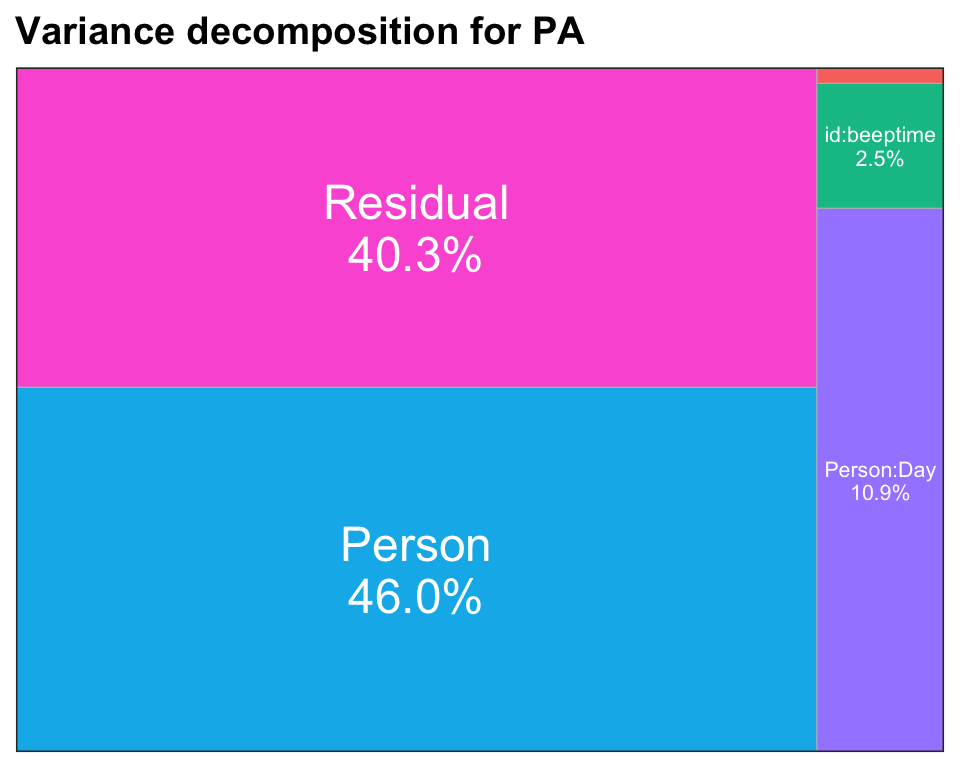 Variance decomposition for PA
Residual
40.3%
id:beeptime
2.5%
Person:Day
10.9%
Person
46.0%